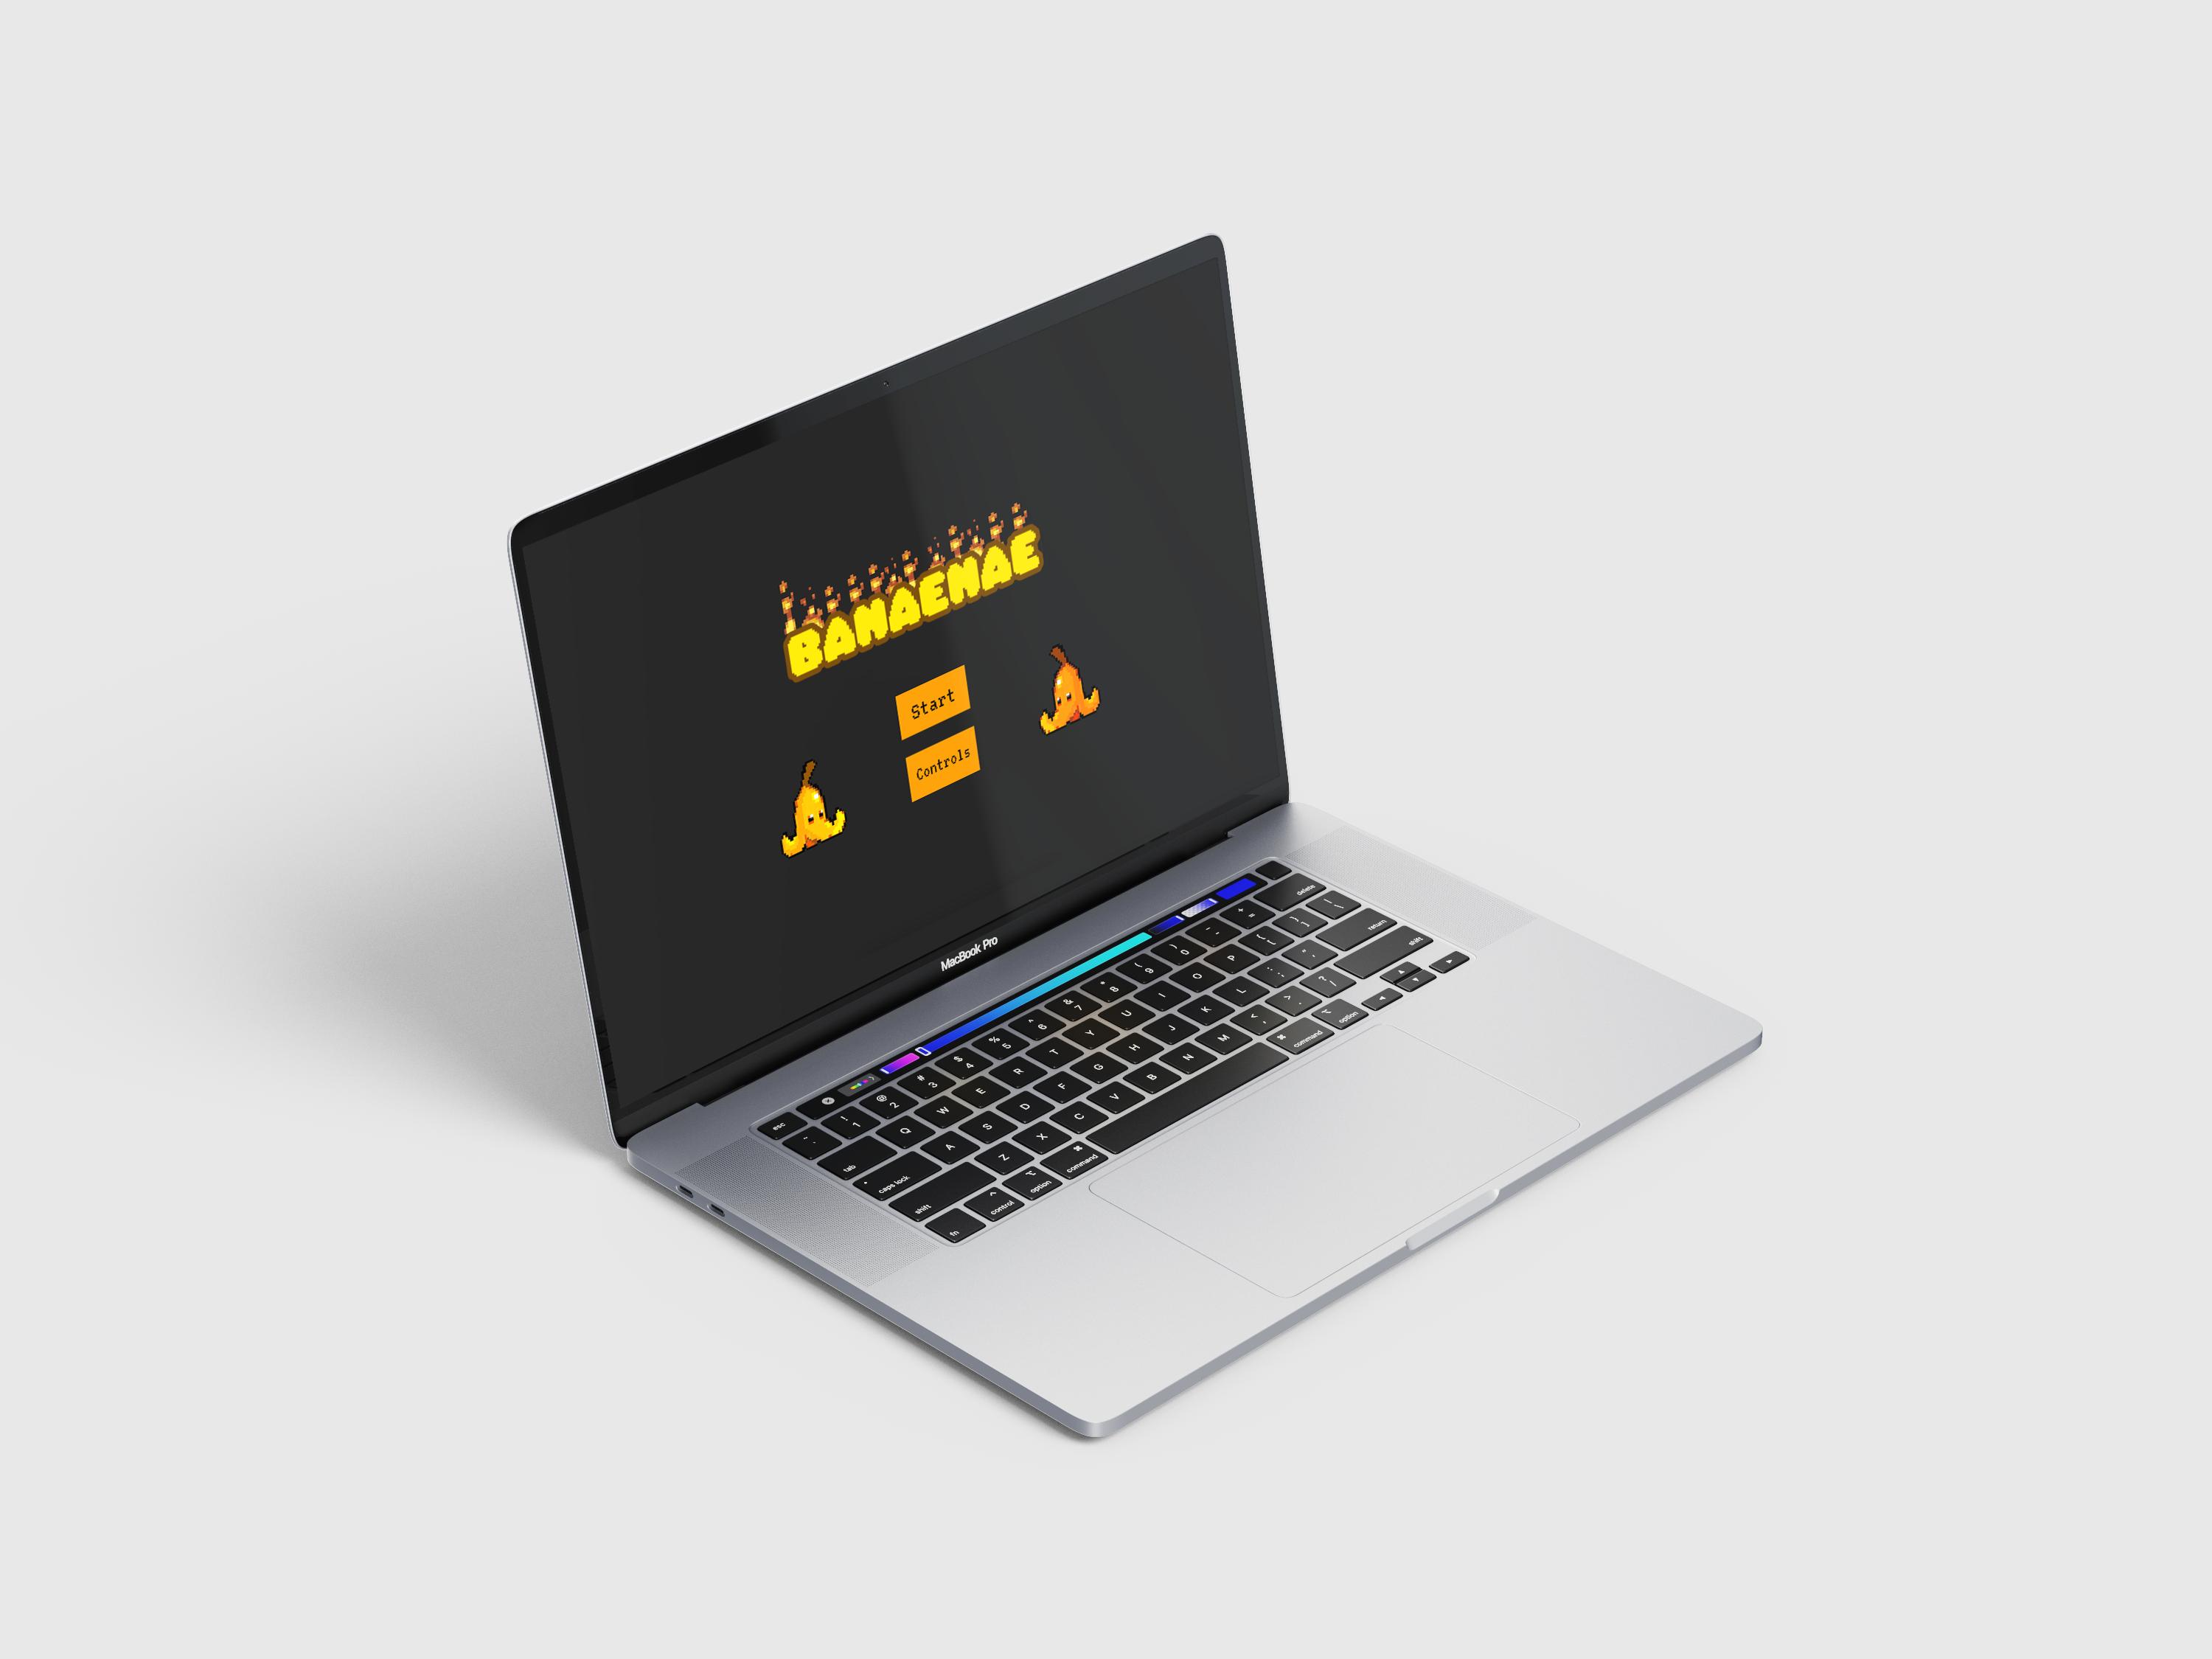 BANAENAE
Start
Controls
MacBook Pro
esc
! @ # $ % ^ & * ( ) _ +
1 2 3 4 5 6 7 8 9 0 - = delete
tab Q W E R T Y U I O P { [ } ] | \
caps lock A S D F G H J K L : ; " ' return
shift Z X C V B N M < , > . ? / shift
fn control option command command option